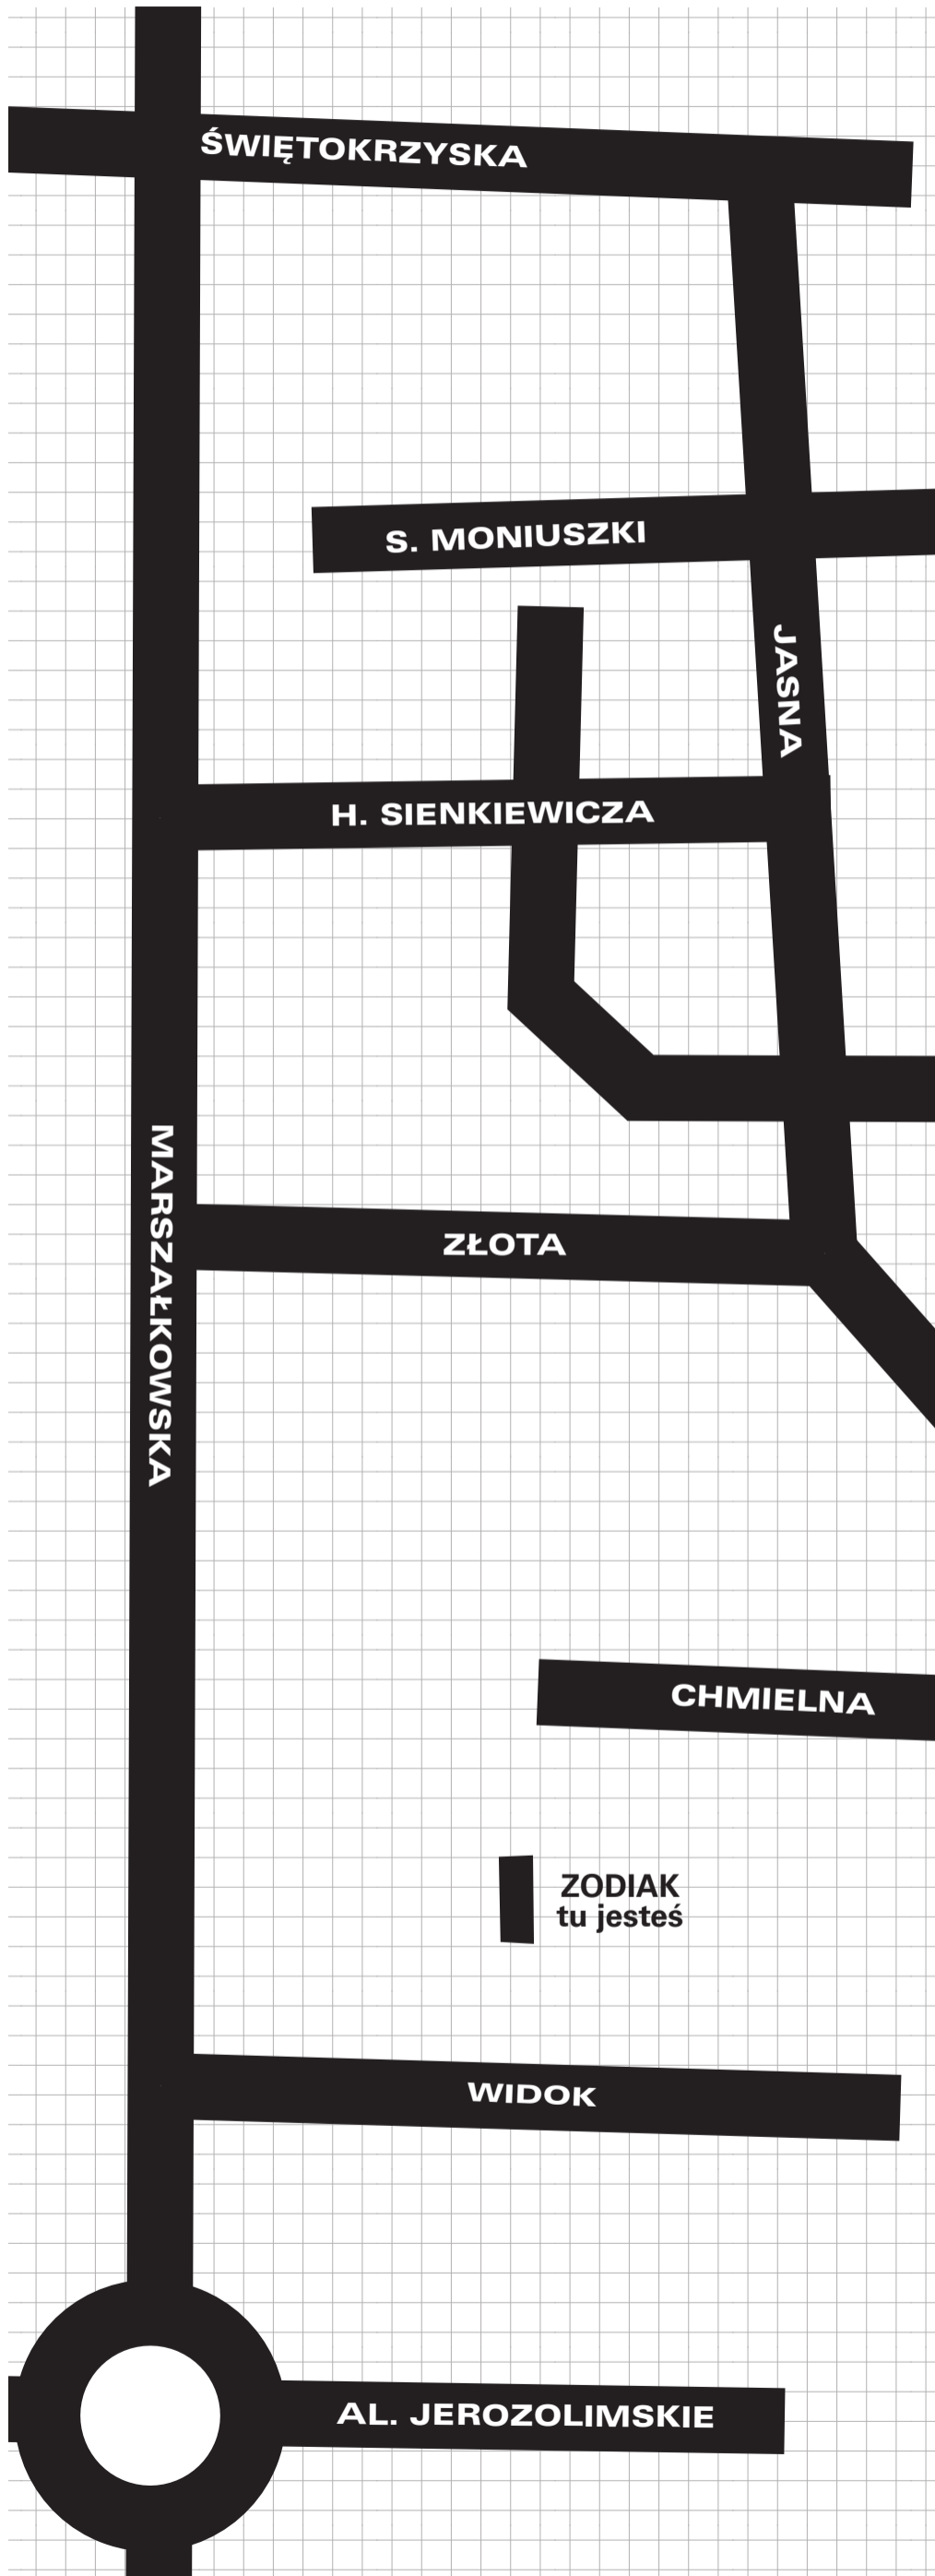 ŚWIĘTOKRZYSKA
S. MONIUSZKI
JASNA
H. SIENKIEWICZA
MARSZAŁKOWSKA
ZŁOTA
CHMIELNA
ZODIAK
tu jesteś
WIDOK
AL. JEROZOLIMSKIE